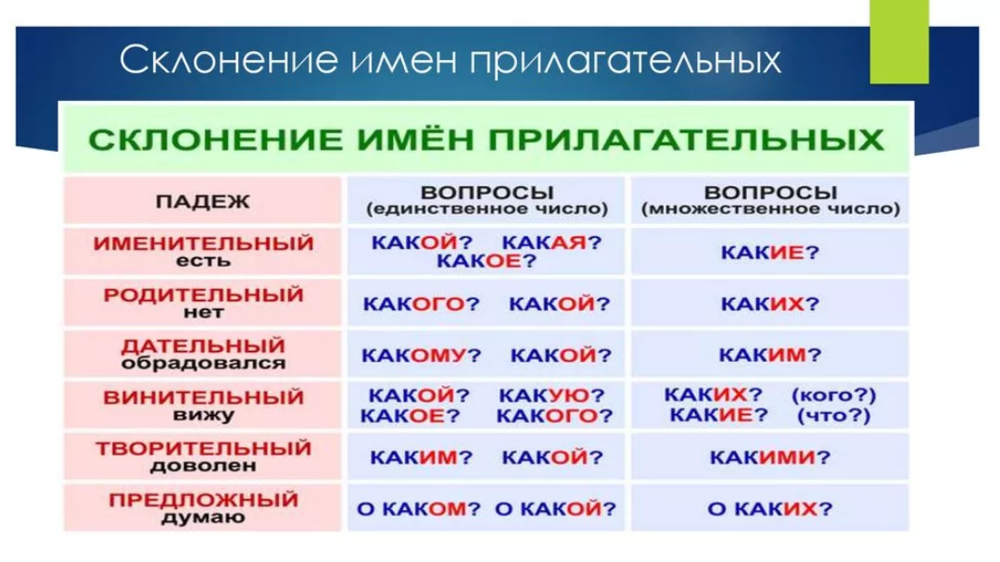 Склонение имен прилагательных
СКЛОНЕНИЕ ИМЁН ПРИЛАГАТЕЛЬНЫХ
ПАДЕЖ
ВОПРОСЫ
(единственное число)
ВОПРОСЫ
(множественное число)
ИМЕНИТЕЛЬНЫЙ
есть
КАКОЙ? КАКАЯ?
КАКОЕ?
КАКИЕ?
РОДИТЕЛЬНЫЙ
нет
КАКОГО? КАКОЙ?
КАКИХ?
ДАТЕЛЬНЫЙ
обрадовался
КАКОМУ? КАКОЙ?
КАКИМ?
ВИНИТЕЛЬНЫЙ
вижу
КАКОЙ? КАКУЮ?
КАКОЕ? КАКОГО?
КАКИХ? (кого?)
КАКИЕ? (что?)
ТВОРИТЕЛЬНЫЙ
доволен
КАКИМ? КАКОЙ?
КАКИМИ?
ПРЕДЛОЖНЫЙ
думаю
О КАКОМ? О КАКОЙ?
О КАКИХ?